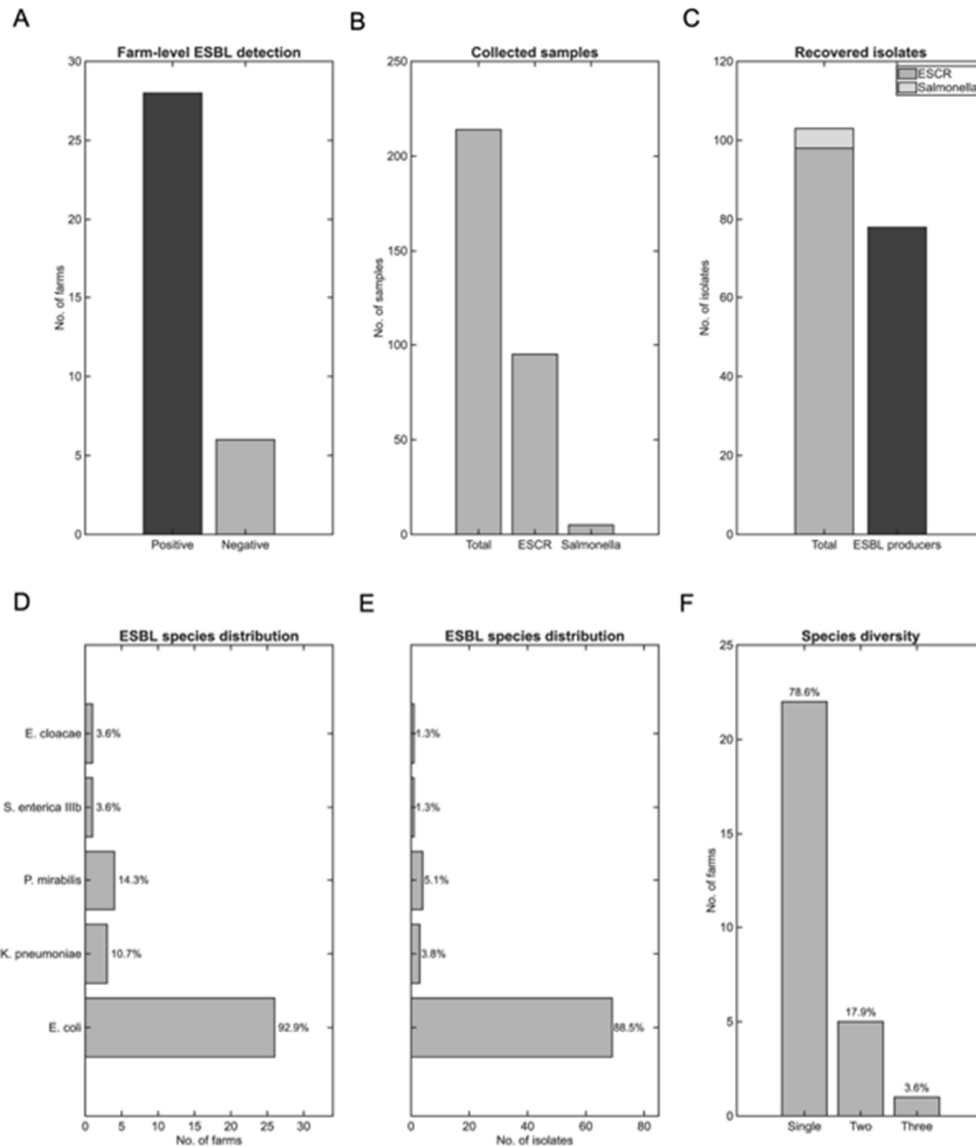 A
Farm-level ESBL detection
30
25
20
15
10
5
0
No. of farms
Positive Negative
B
Collected samples
250
200
150
100
50
0
No. of samples
Total ESCR Salmonella
C
Recovered isolates
120
100
80
60
40
20
0
No. of isolates
ESCR
Salmonella
Total ESBL producers
D
ESBL species distribution
E. cloacae 3.6%
S. enterica IIIb 3.6%
P. mirabilis 14.3%
K. pneumoniae 10.7%
E. coli 92.9%
0 5 10 15 20 25 30
No. of farms
E
ESBL species distribution
1.3%
1.3%
5.1%
3.8%
88.5%
0 20 40 60 80
No. of isolates
F
Species diversity
25
20
15
10
5
0
No. of farms
78.6%
17.9%
3.6%
Single Two Three